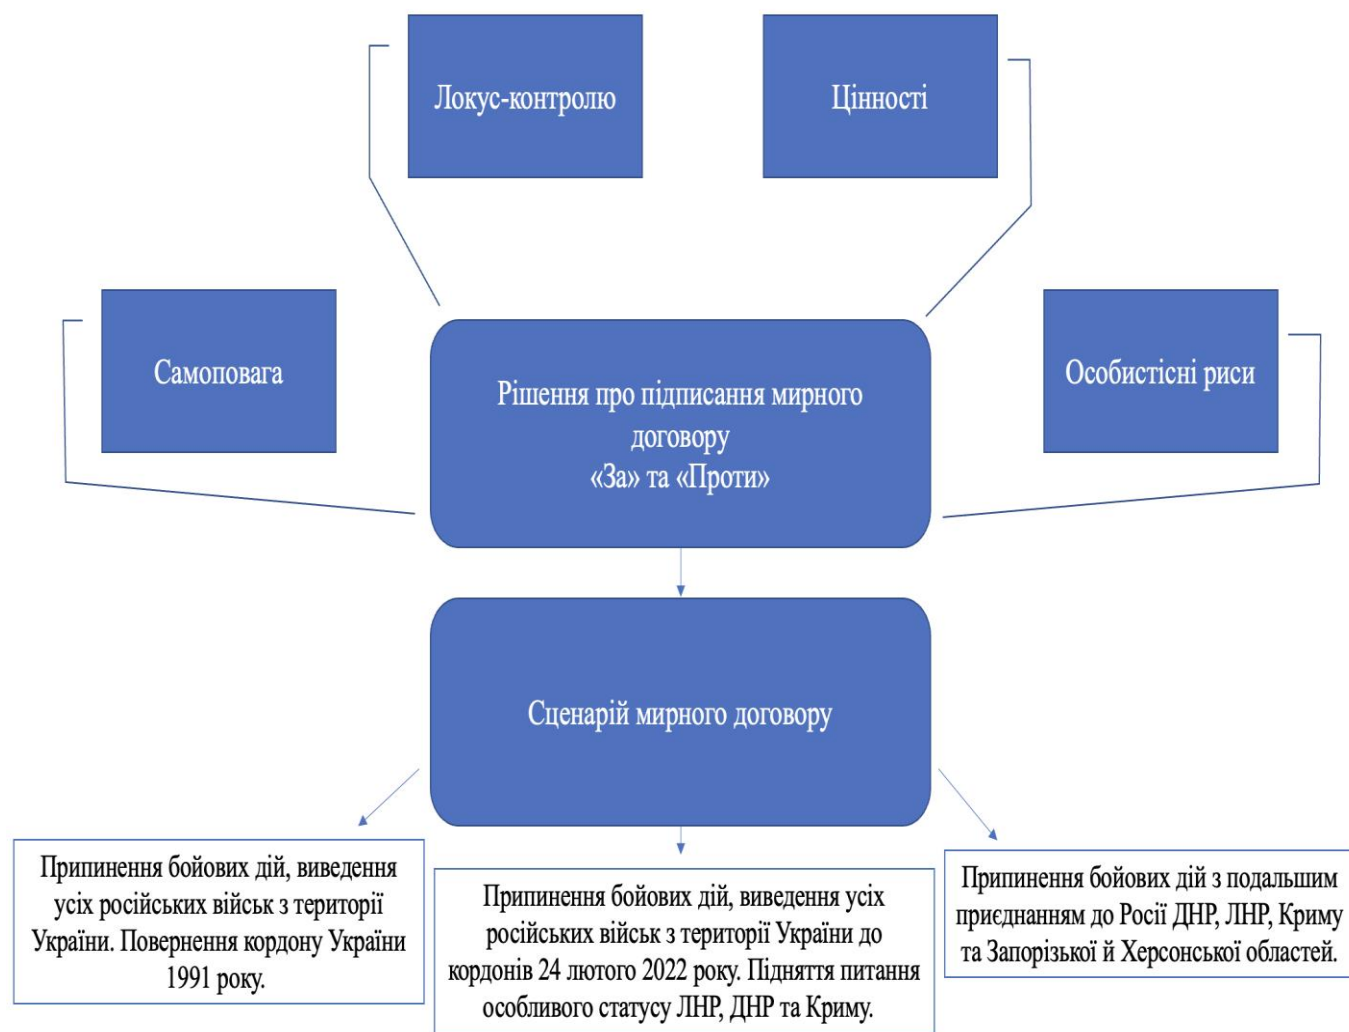 Локус-контролю
Цінності
Самоповага
Особистісні риси
Рішення про підписання мирного
договору
«За» та «Проти»
Сценарій мирного договору
Припинення бойових дій, виведення
усіх російських військ з території
України. Повернення кордону України
1991 року.
Припинення бойових дій, виведення усіх
російських військ з території України до
кордонів 24 лютого 2022 року. Підняття питання
особливого статусу ЛНР, ДНР та Криму.
Припинення бойових дій з подальшим
приєднанням до Росії ДНР, ЛНР, Криму
та Запорізької й Херсонської областей.